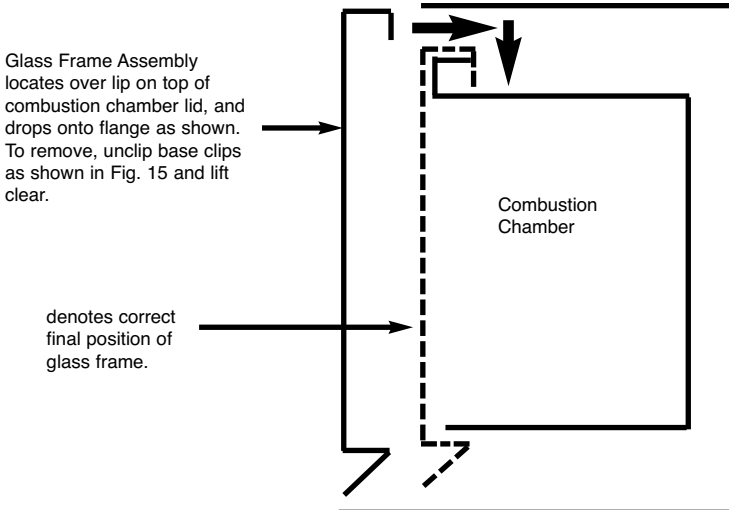 Glass Frame Assembly
locates over lip on top of
combustion chamber lid, and
drops onto flange as shown.
To remove, unclip base clips
as shown in Fig. 15 and lift
clear.
Combustion
Chamber
denotes correct
final position of
glass frame.